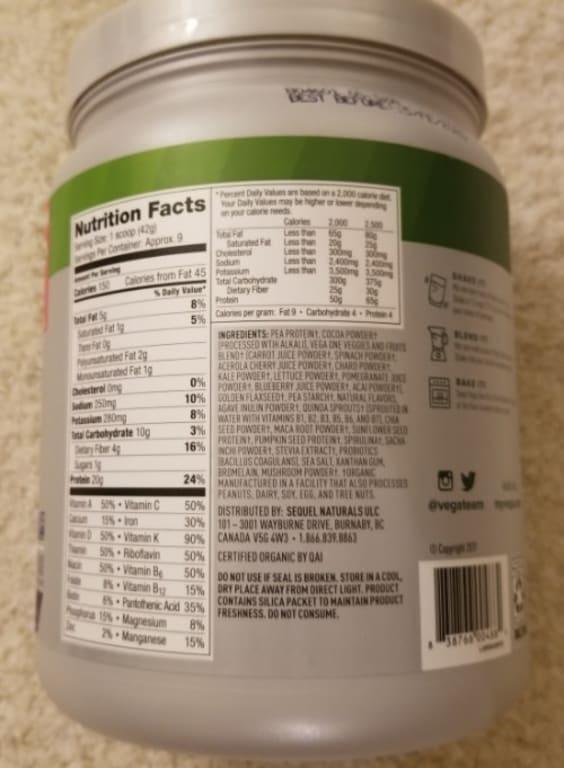 BEST BEFORE
Nutrition Facts
Serving Size: 1 scoop (42g)
Servings Per Container: Approx. 9
Amount Per Serving
Calories 150 Calories from Fat 45
% Daily Value*
Total Fat 5g 8%
Saturated Fat 1g 5%
Trans Fat 0g
Polyunsaturated Fat 2g
Monounsaturated Fat 1g
Cholesterol 0mg 0%
Sodium 250mg 10%
Potassium 280mg 8%
Total Carbohydrate 10g 3%
Dietary Fiber 4g 16%
Sugars 1g
Protein 20g 24%
Vitamin A 50% • Vitamin C 50%
Calcium 15% • Iron 30%
Vitamin D 50% • Vitamin K 90%
Thiamin 50% • Riboflavin 50%
Niacin 50% • Vitamin B6 50%
Folate 8% • Vitamin B12 15%
Biotin 6% • Pantothenic Acid 35%
Phosphorus 15% • Magnesium 8%
Zinc 2% • Manganese 15%
* Percent Daily Values are based on a 2,000 calorie diet.
Your Daily Values may be higher or lower depending
on your calorie needs.
Calories 2,000 2,500
Total Fat Less than 65g 80g
Saturated Fat Less than 20g 25g
Cholesterol Less than 300mg 300mg
Sodium Less than 2,400mg 2,400mg
Potassium Less than 3,500mg 3,500mg
Total Carbohydrate 300g 375g
Dietary Fiber 25g 30g
Protein 50g 65g
Calories per gram: Fat 9 • Carbohydrate 4 • Protein 4
INGREDIENTS: PEA PROTEIN†, COCOA POWDER†
(PROCESSED WITH ALKALI), VEGA ONE VEGGIES AND FRUITS
BLEND† (CARROT JUICE POWDER†, SPINACH POWDER†,
ACEROLA CHERRY JUICE POWDER†, CHARD POWDER†,
KALE POWDER†, LETTUCE POWDER†, POMEGRANATE JUICE
POWDER†, BLUEBERRY JUICE POWDER†, ACAI POWDER†),
GOLDEN FLAXSEED†, PEA STARCH†, NATURAL FLAVORS,
AGAVE INULIN POWDER†, QUINOA SPROUTS† (SPROUTED IN
WATER WITH VITAMINS B1, B2, B3, B5, B6, AND B7), CHIA
SEED POWDER†, MACA ROOT POWDER†, SUNFLOWER SEED
PROTEIN†, PUMPKIN SEED PROTEIN†, SPIRULINA†, SACHA
INCHI POWDER†, STEVIA EXTRACT†, PROBIOTICS
(BACILLUS COAGULANS), SEA SALT, XANTHAN GUM,
BROMELAIN, MUSHROOM POWDER†. †ORGANIC
MANUFACTURED IN A FACILITY THAT ALSO PROCESSES
PEANUTS, DAIRY, SOY, EGG, AND TREE NUTS.
DISTRIBUTED BY: SEQUEL NATURALS ULC
101 – 3001 WAYBURNE DRIVE, BURNABY, BC
CANADA V5G 4W3 • 1.866.839.8863
CERTIFIED ORGANIC BY QAI
DO NOT USE IF SEAL IS BROKEN. STORE IN A COOL,
DRY PLACE AWAY FROM DIRECT LIGHT. PRODUCT
CONTAINS SILICA PACKET TO MAINTAIN PRODUCT
FRESHNESS. DO NOT CONSUME.
SHAKE IT
BLEND IT
BAKE IT
@vegateam
© Copyright